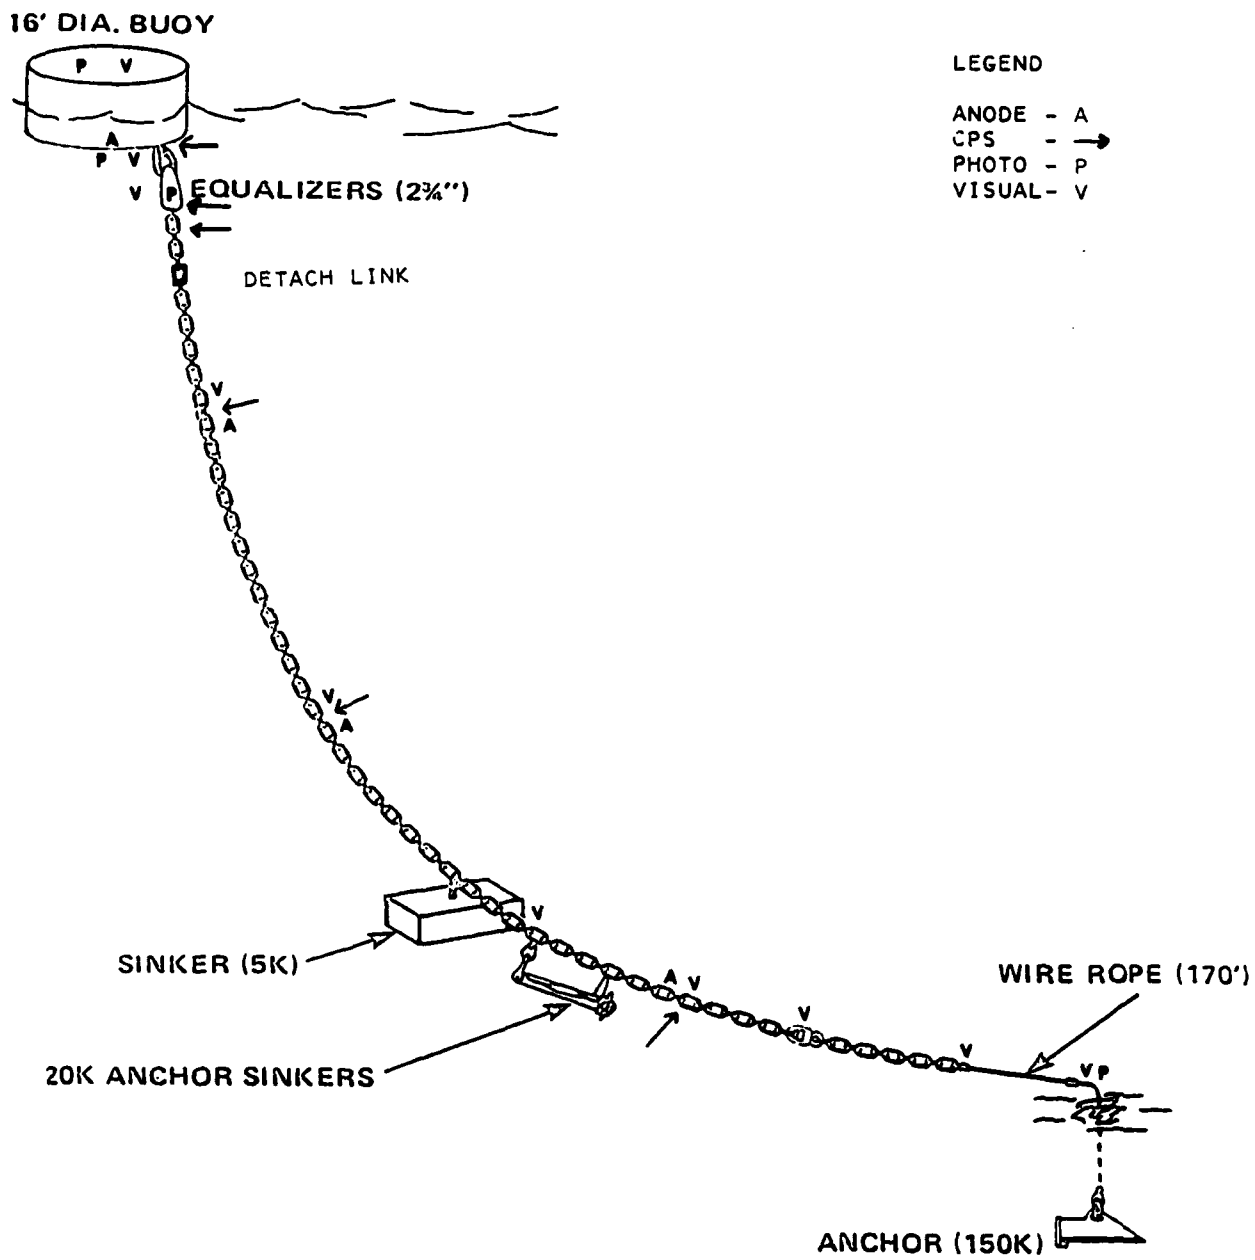 16' DIA. BUOY
P V
LEGEND
ANODE - A
CPS - →
PHOTO - P
VISUAL- V
A
P V
V P EQUALIZERS (2¾")
DETACH LINK
V
A
V
A
V
SINKER (5K)
A V
WIRE ROPE (170')
V
V
V P
20K ANCHOR SINKERS
ANCHOR (150K)